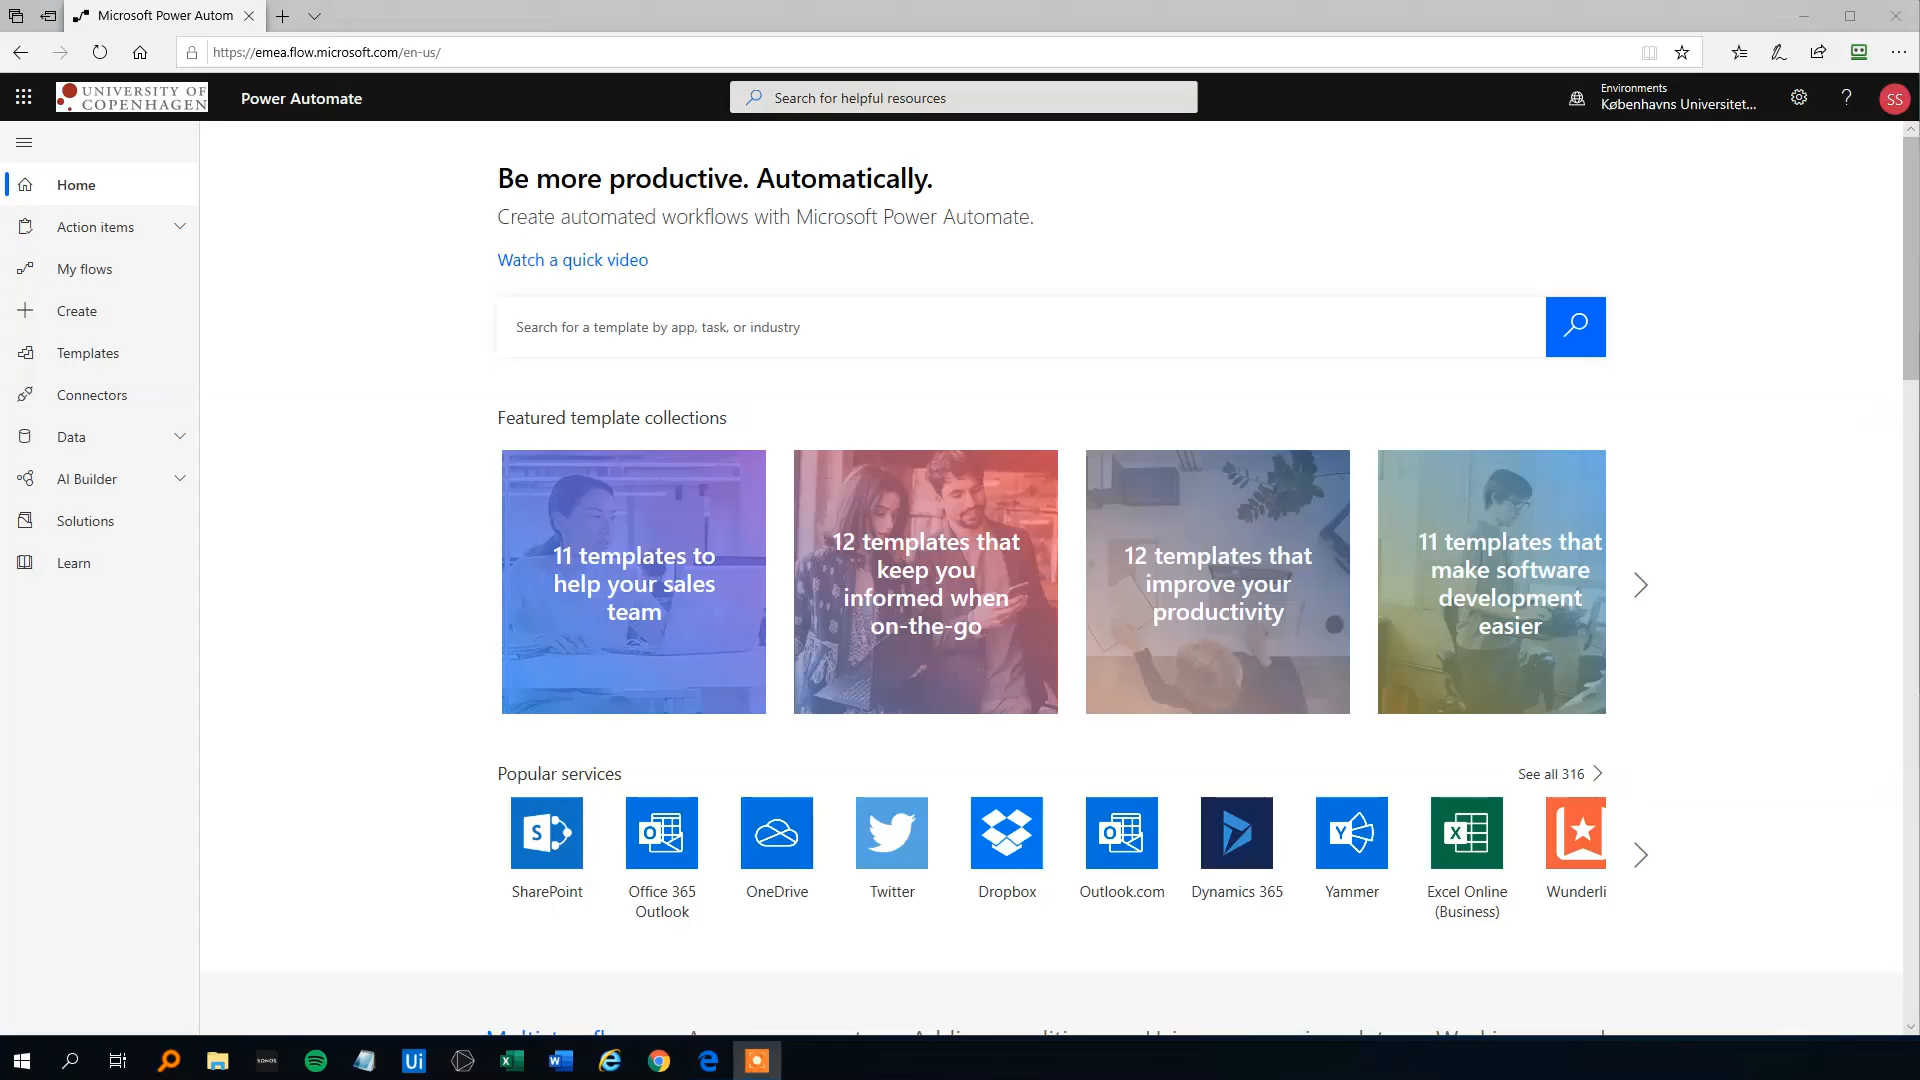 Microsoft Power Autom
https://emea.flow.microsoft.com/en-us/
UNIVERSITY OF
COPENHAGEN
Power Automate
Search for helpful resources
Environments
Københavns Universitet...
SS
Home
Action items
My flows
Create
Templates
Connectors
Data
AI Builder
Solutions
Learn
Be more productive. Automatically.
Create automated workflows with Microsoft Power Automate.
Watch a quick video
Search for a template by app, task, or industry
Featured template collections
11 templates to
help your sales
team
12 templates that
keep you
informed when
on-the-go
12 templates that
improve your
productivity
11 templates that
make software
development
easier
Popular services
See all 316
SharePoint
Office 365
Outlook
OneDrive
Twitter
Dropbox
Outlook.com
Dynamics 365
Yammer
Excel Online
(Business)
Wunderli
SONOS
Ui